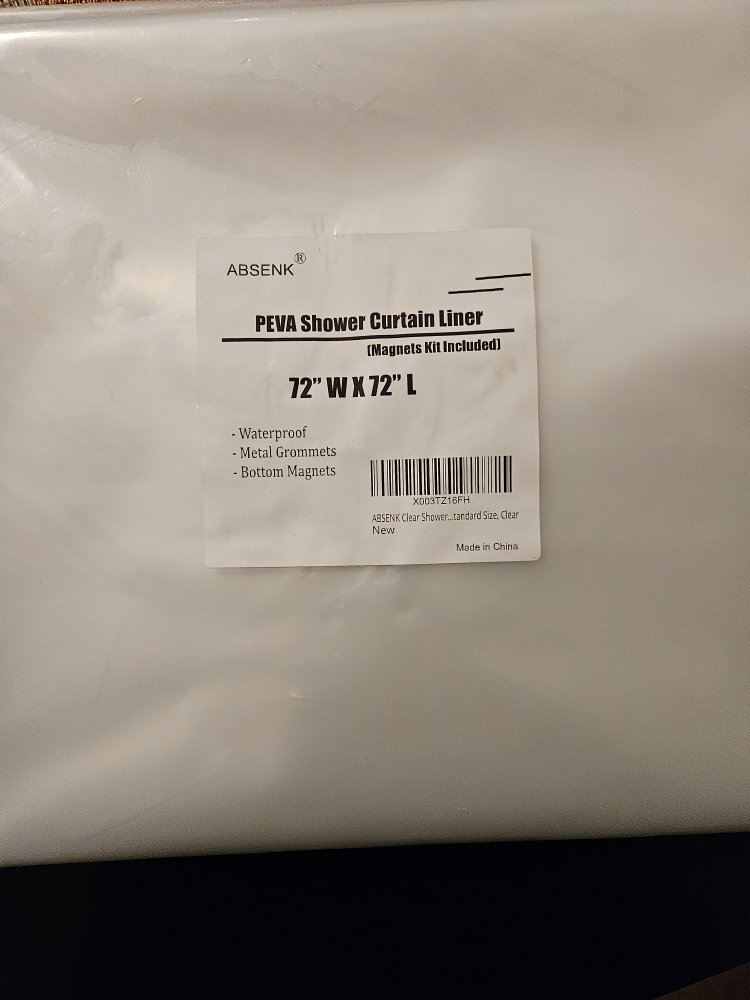 ABSENK®
PEVA Shower Curtain Liner
(Magnets Kit Included)
72” W X 72” L
- Waterproof
- Metal Grommets
- Bottom Magnets
X003TZ16FH
ABSENK Clear Shower...tandard Size, Clear
New
Made in China